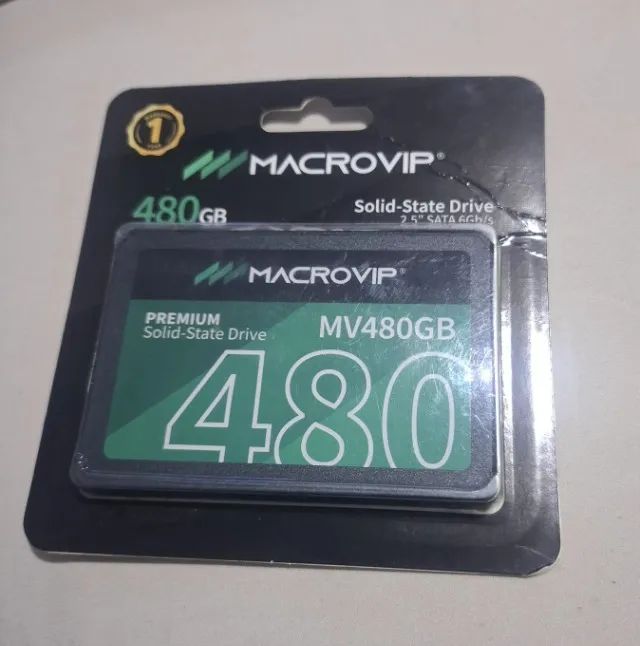 1
MACROVIP®
480GB
Solid-State Drive
2.5" SATA 6Gb/s
MACROVIP®
PREMIUM
Solid-State Drive
MV480GB
480